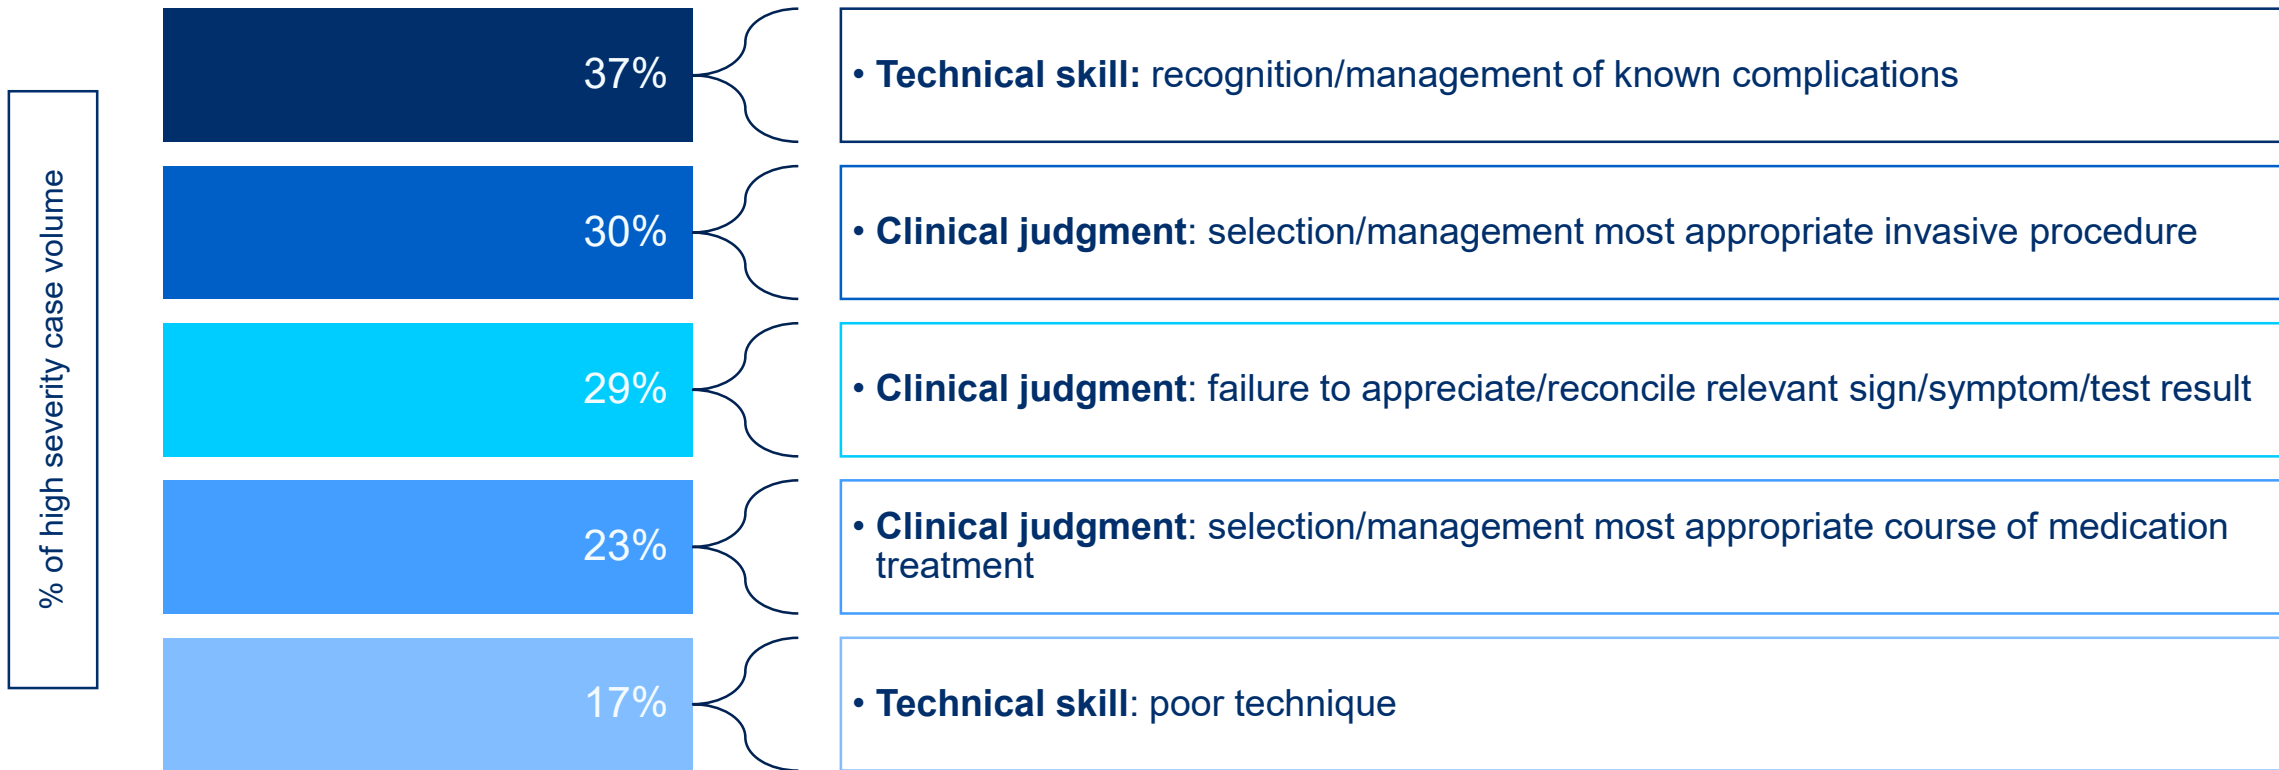 % of high severity case volume
37%
• Technical skill: recognition/management of known complications
30%
• Clinical judgment: selection/management most appropriate invasive procedure
29%
• Clinical judgment: failure to appreciate/reconcile relevant sign/symptom/test result
23%
• Clinical judgment: selection/management most appropriate course of medication
treatment
17%
• Technical skill: poor technique